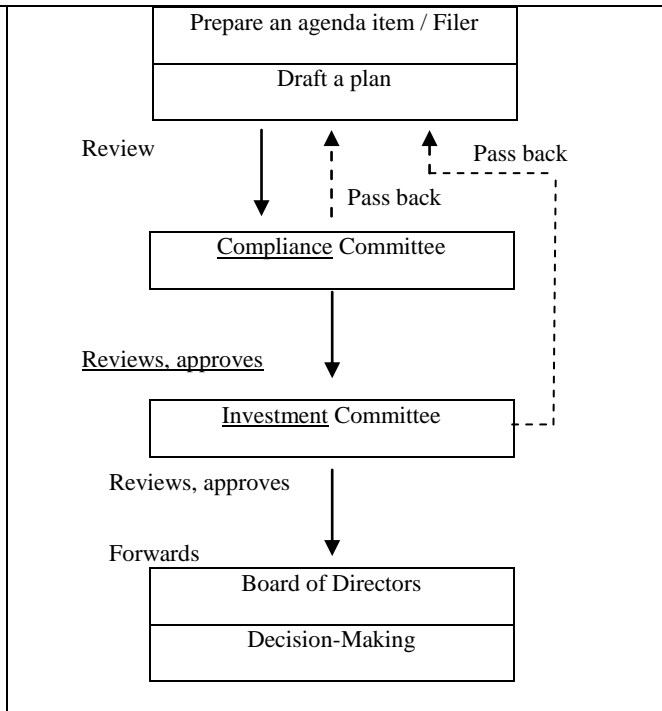 Prepare an agenda item / Filer
Draft a plan
Review
Pass back
Pass back
Compliance Committee
Reviews, approves
Investment Committee
Reviews, approves
Forwards
Board of Directors
Decision-Making